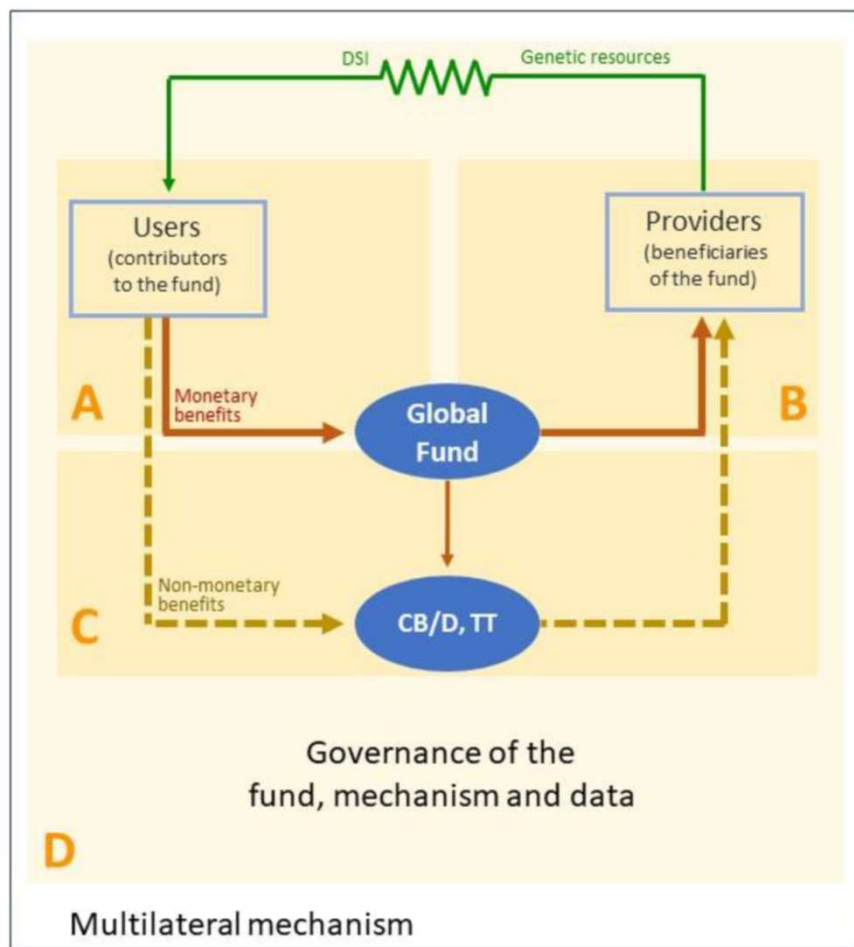 DSI
Genetic resources
Users
(contributors
to the fund)
Providers
(beneficiaries
of the fund)
A
Monetary
benefits
Global
Fund
B
Non-monetary
benefits
C
CB/D, TT
Governance of the
fund, mechanism and data
D
Multilateral mechanism